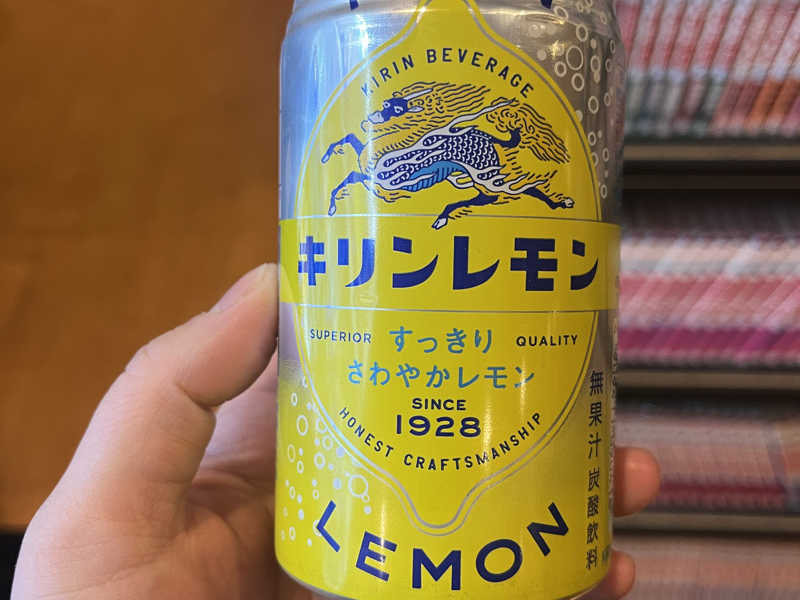 KIRIN BEVERAGE
キリンレモン
SUPERIOR すっきり QUALITY
さわやかレモン
SINCE
1928
HONEST CRAFTSMANSHIP
LEMON
無果汁 炭酸飲料